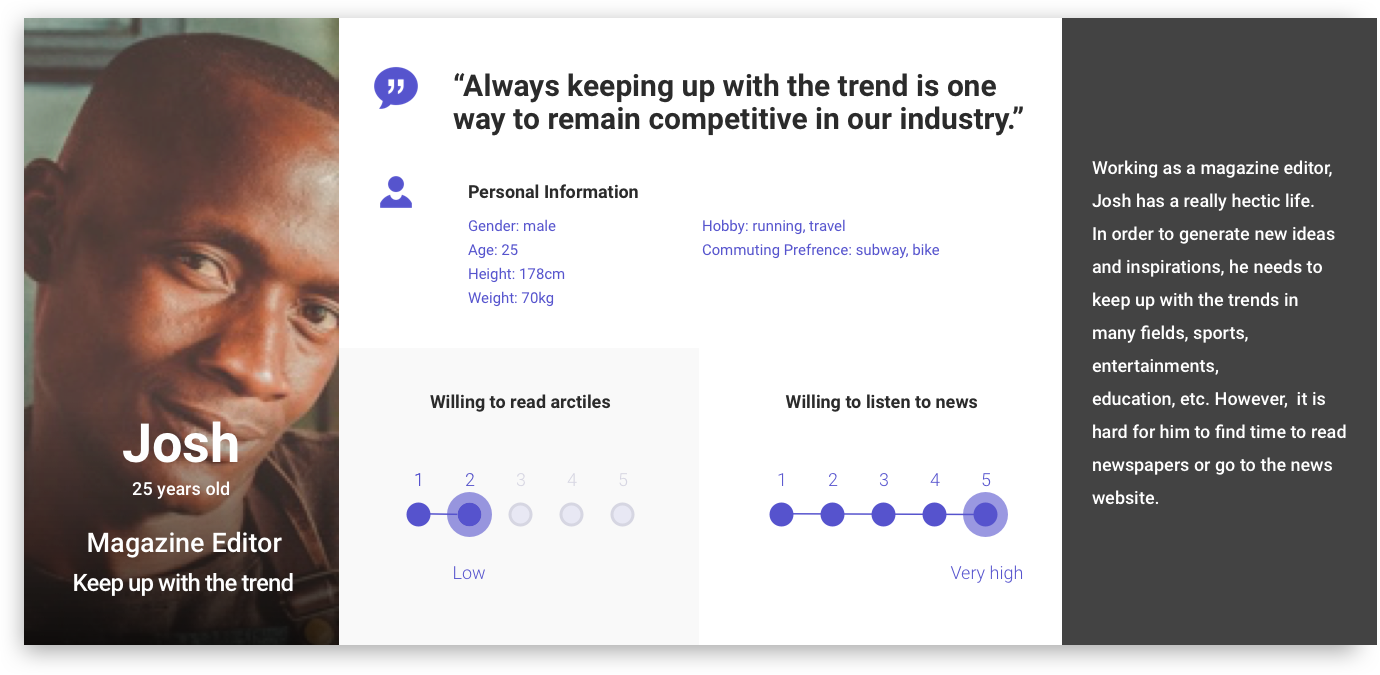 Josh
25 years old
Magazine Editor
Keep up with the trend
“Always keeping up with the trend is one
way to remain competitive in our industry.”
Personal Information
Gender: male
Age: 25
Height: 178cm
Weight: 70kg
Hobby: running, travel
Commuting Prefrence: subway, bike
Willing to read arctiles
1 2 3 4 5
Low
Willing to listen to news
1 2 3 4 5
Very high
Working as a magazine editor,
Josh has a really hectic life.
In order to generate new ideas
and inspirations, he needs to
keep up with the trends in
many fields, sports,
entertainments,
education, etc. However,  it is
hard for him to find time to read
newspapers or go to the news
website.